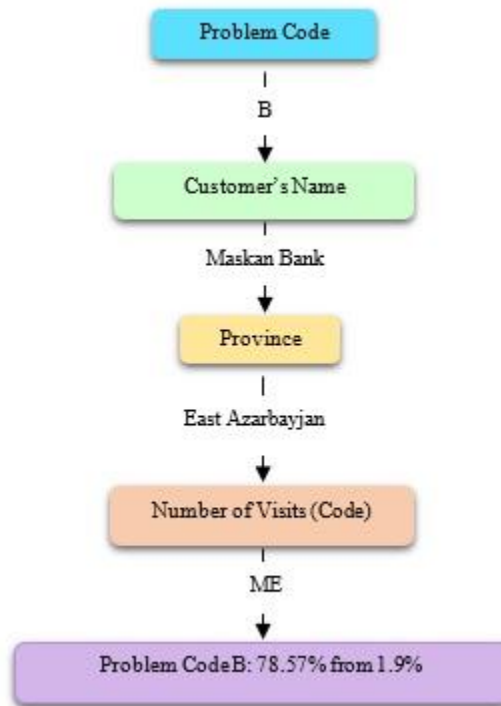 Problem Code
B
Customer's Name
Maskan Bank
Province
East Azarbayjan
Number of Visits (Code)
ME
Problem Code B: 78.57% from 1.9%